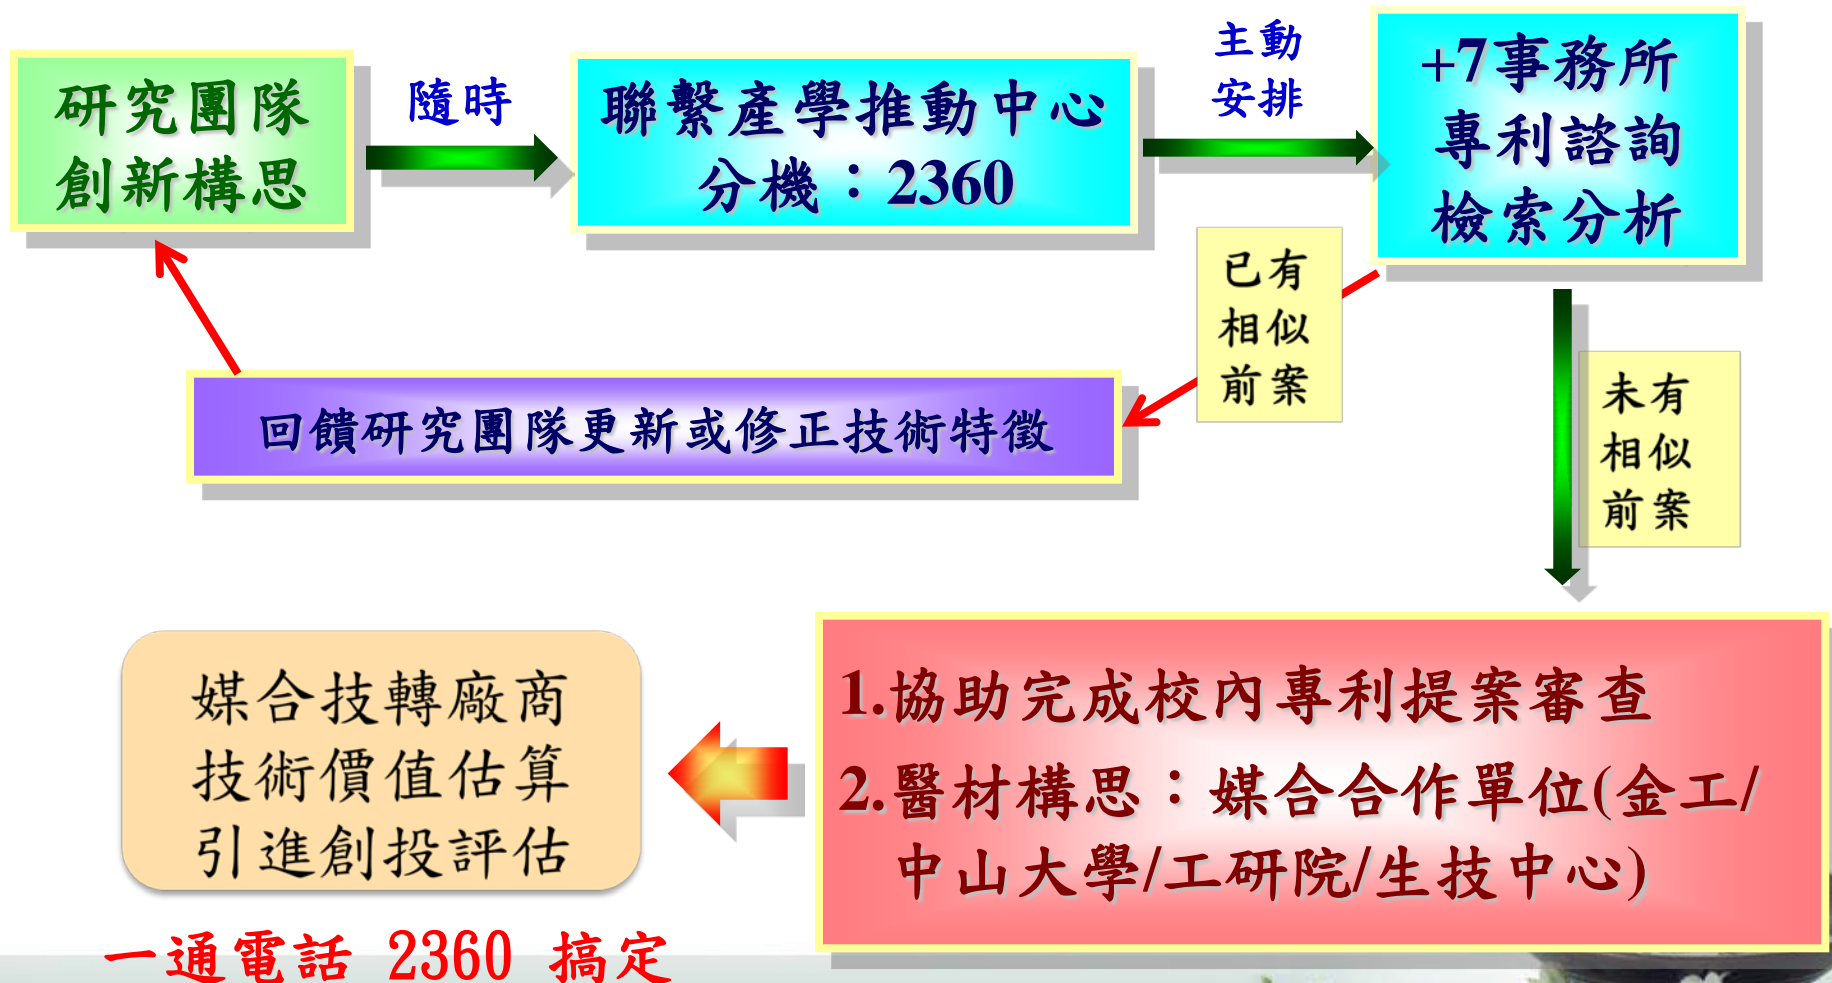 研究團隊
創新構思
隨時
聯繫產學推動中心
分機：2360
主動
安排
+7事務所
專利諮詢
檢索分析
已有
相似
前案
回饋研究團隊更新或修正技術特徵
未有
相似
前案
1.協助完成校內專利提案審查
2.醫材構思：媒合合作單位(金工/
中山大學/工研院/生技中心)
媒合技轉廠商
技術價值估算
引進創投評估
一通電話 2360 搞定